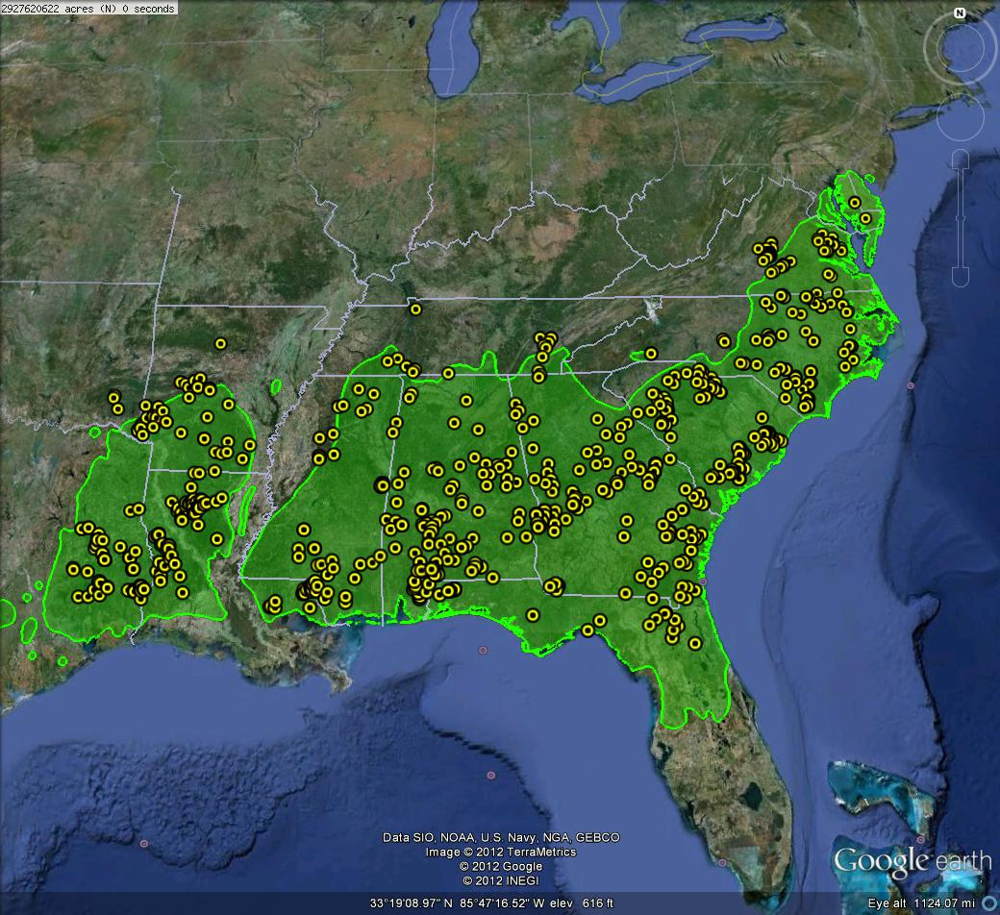 2927620622 acres (N) 0 seconds
N
Data SIO, NOAA, U.S. Navy, NGA, GEBCO
Image © 2012 TerraMetrics
© 2012 Google
© 2012 INEGI
Google earth
33°19'08.97" N 85°47'16.52" W elev 616 ft
Eye alt 1124.07 mi